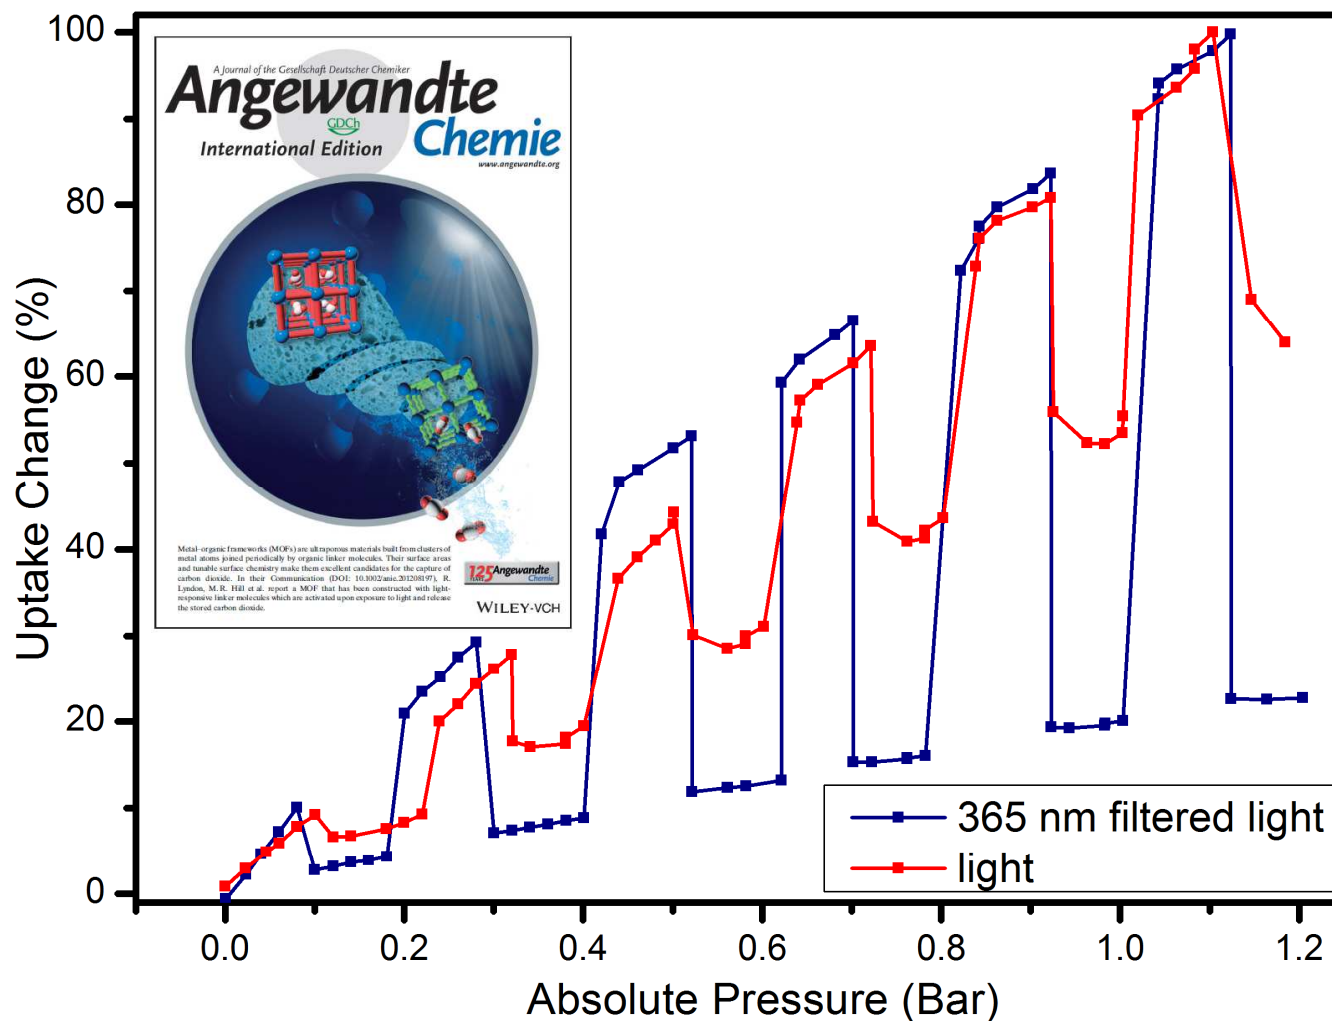 100
80
60
40
20
0
Uptake Change (%)
A Journal of the Gesellschaft Deutscher Chemiker
Angewandte
GDCh
Chemie
International Edition
www.angewandte.org
Metal–organic frameworks (MOFs) are ultraporous materials built from clusters of
metal atoms joined periodically by organic linker molecules. Their surface areas
and tunable surface chemistry make them excellent candidates for the capture of
carbon dioxide. In their Communication (DOI: 10.1002/anie.201208197), R.
Lyndon, M. R. Hill et al. report a MOF that has been constructed with light-
responsive linker molecules which are activated upon exposure to light and release
the stored carbon dioxide.
125 Angewandte
YEARS Chemie
WILEY-VCH
365 nm filtered light
light
0.0 0.2 0.4 0.6 0.8 1.0 1.2
Absolute Pressure (Bar)